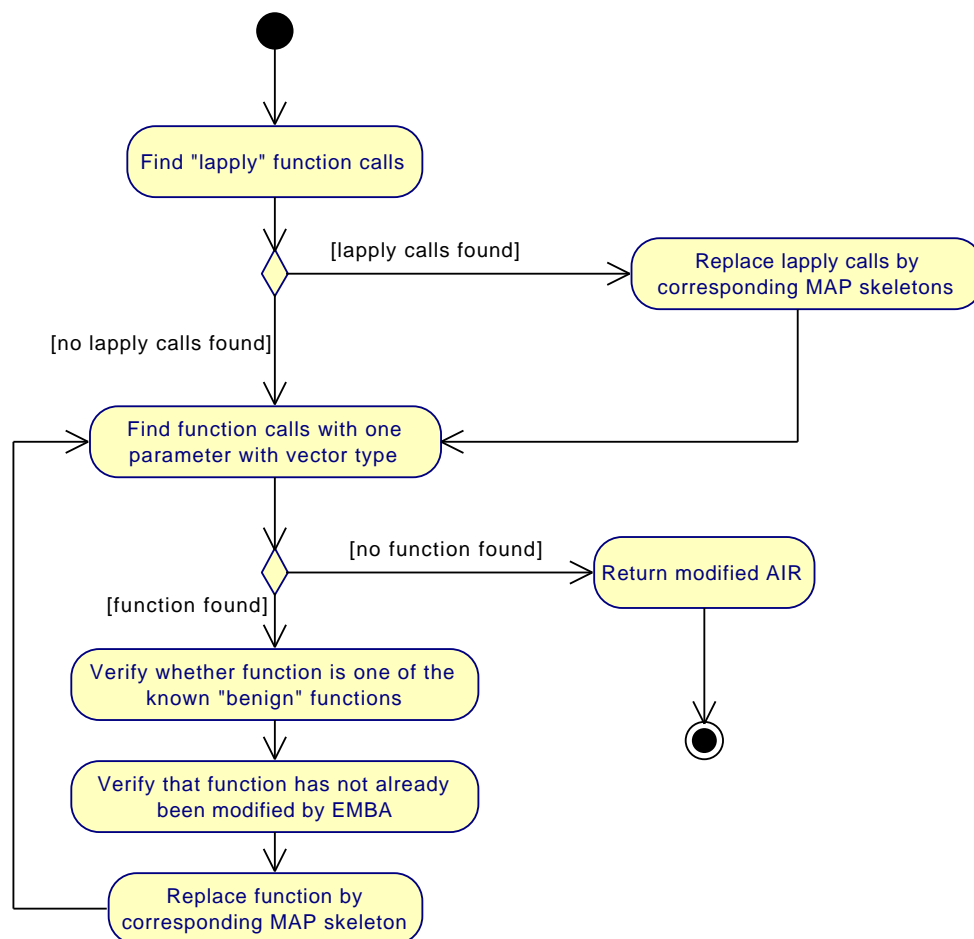 Find "lapply" function calls
[lapply calls found]
Replace lapply calls by
corresponding MAP skeletons
[no lapply calls found]
Find function calls with one
parameter with vector type
[no function found]
Return modified AIR
[function found]
Verify whether function is one of the
known "benign" functions
Verify that function has not already
been modified by EMBA
Replace function by
corresponding MAP skeleton